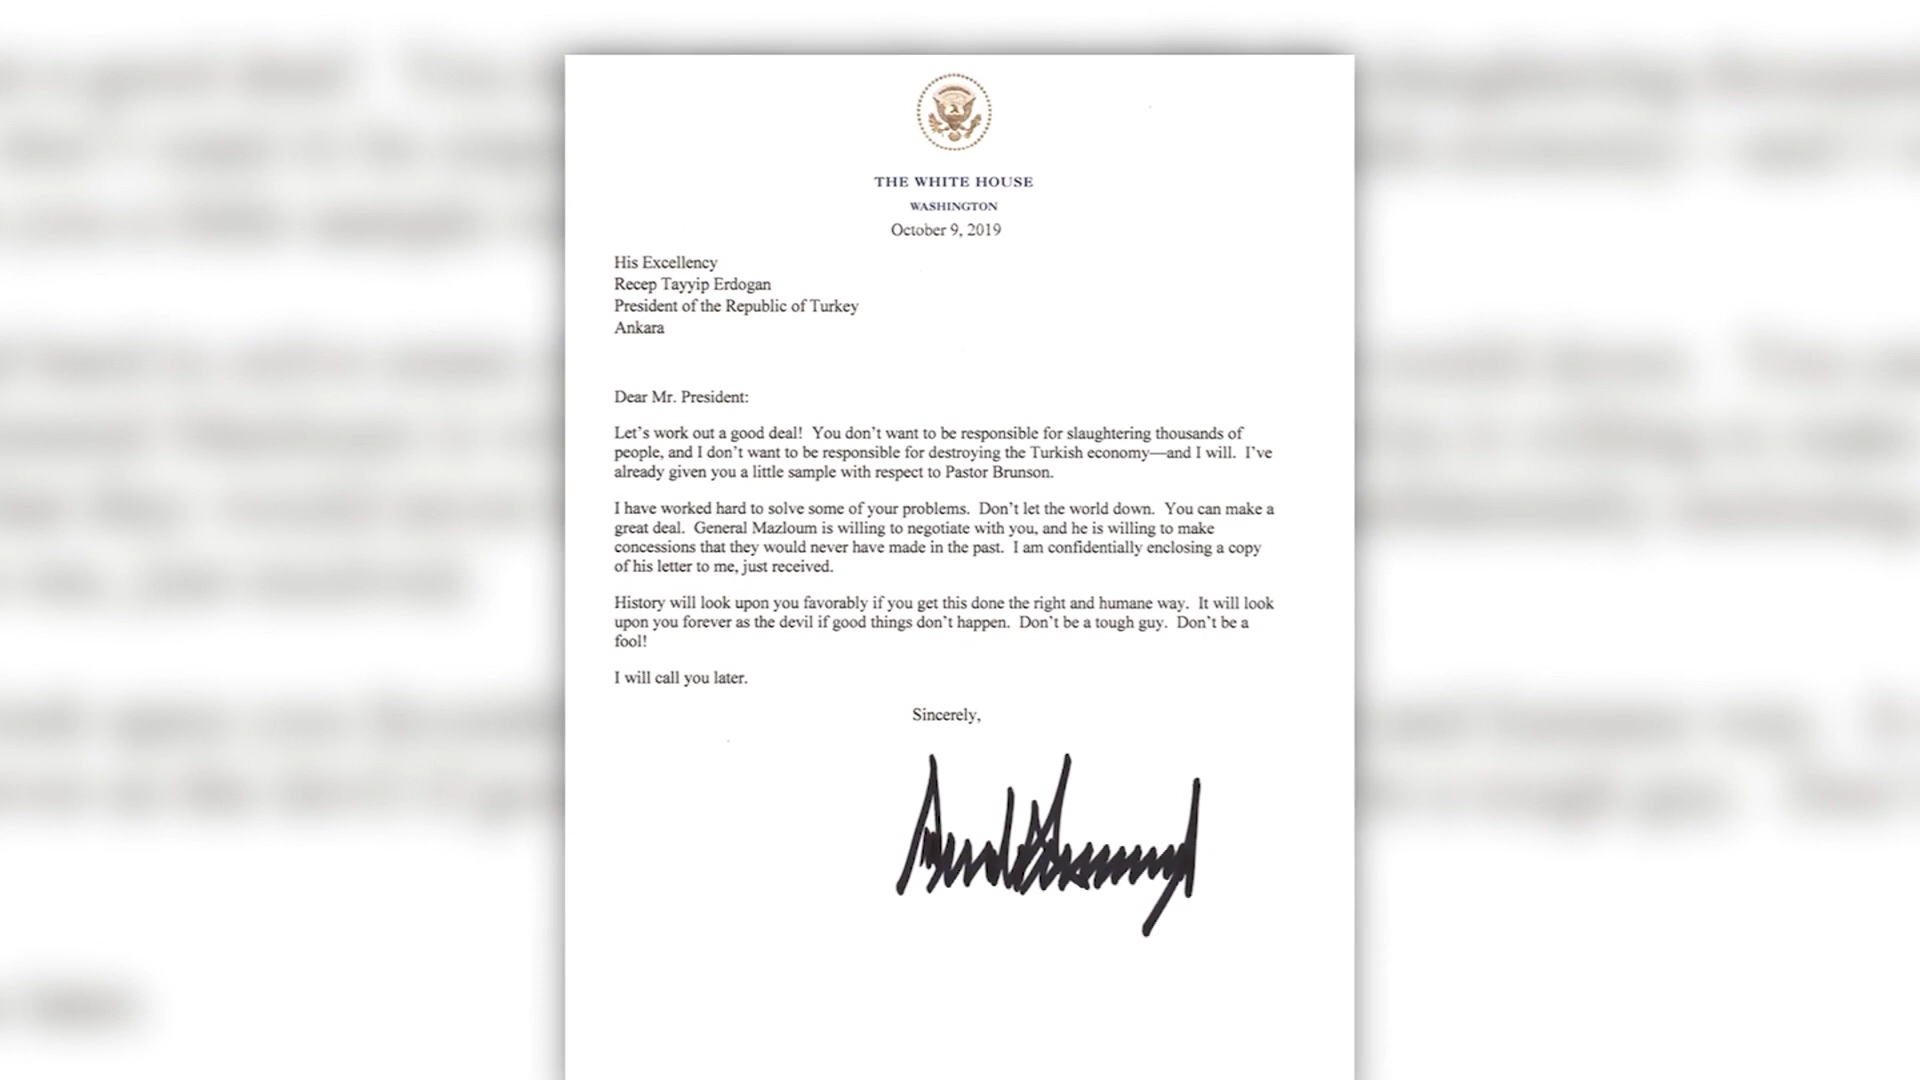 THE WHITE HOUSE
WASHINGTON
October 9, 2019
His Excellency
Recep Tayyip Erdogan
President of the Republic of Turkey
Ankara
Dear Mr. President:
Let’s work out a good deal!  You don’t want to be responsible for slaughtering thousands of
people, and I don’t want to be responsible for destroying the Turkish economy—and I will.  I’ve
already given you a little sample with respect to Pastor Brunson.
I have worked hard to solve some of your problems.  Don’t let the world down.  You can make a
great deal.  General Mazloum is willing to negotiate with you, and he is willing to make
concessions that they would never have made in the past.  I am confidentially enclosing a copy
of his letter to me, just received.
History will look upon you favorably if you get this done the right and humane way.  It will look
upon you forever as the devil if good things don’t happen.  Don’t be a tough guy.  Don’t be a
fool!
I will call you later.
Sincerely,